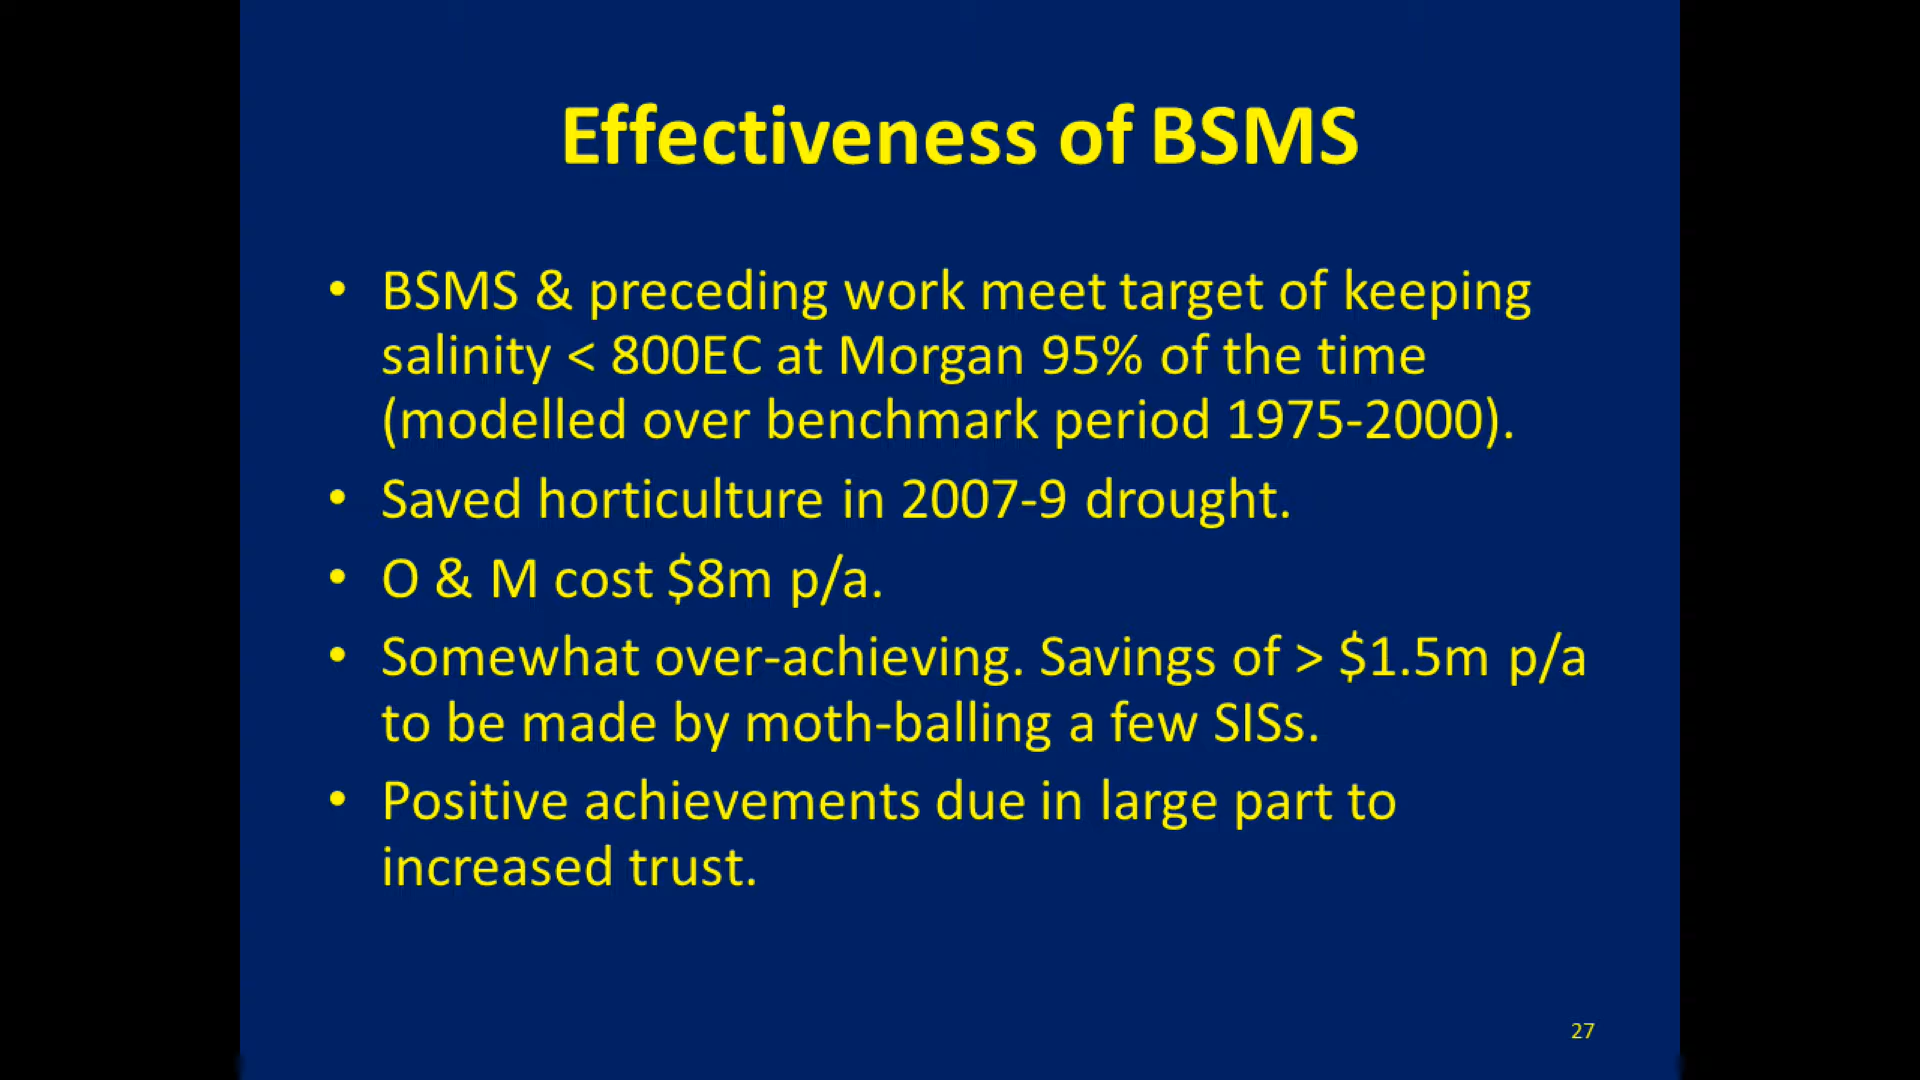 Effectiveness of BSMS
• BSMS & preceding work meet target of keeping
salinity < 800EC at Morgan 95% of the time
(modelled over benchmark period 1975-2000).
• Saved horticulture in 2007-9 drought.
• O & M cost $8m p/a.
• Somewhat over-achieving. Savings of > $1.5m p/a
to be made by moth-balling a few SISs.
• Positive achievements due in large part to
increased trust.
27